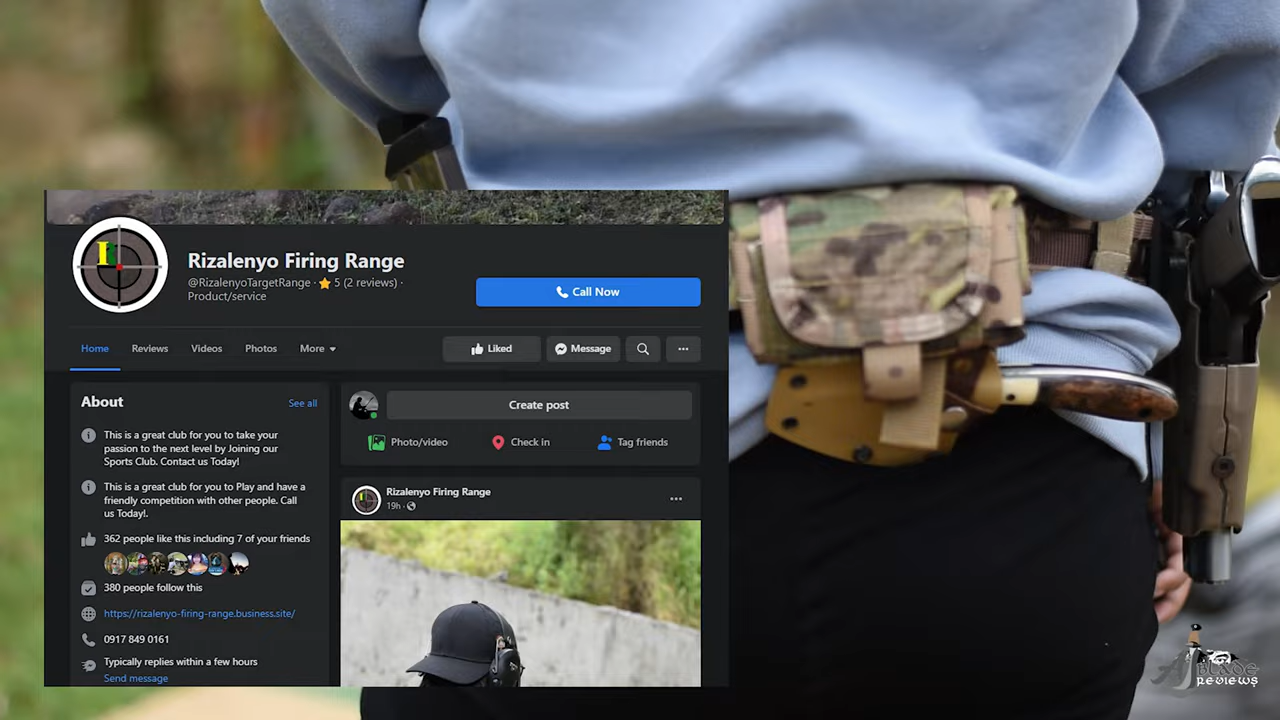 Rizalenyo Firing Range
@RizalenyoTargetRange · 5 (2 reviews) ·
Product/service
Call Now
Home Reviews Videos Photos More
Liked Message
About
See all
This is a great club for you to take your
passion to the next level by Joining our
Sports Club. Contact us Today!
This is a great club for you to Play and have a
friendly competition with other people. Call
us Today!.
362 people like this including 7 of your friends
380 people follow this
https://rizalenyo-firing-range.business.site/
0917 849 0161
Typically replies within a few hours
Send message
Create post
Photo/video Check in Tag friends
Rizalenyo Firing Range
19h ·
AJ BLADE
REVIEWS